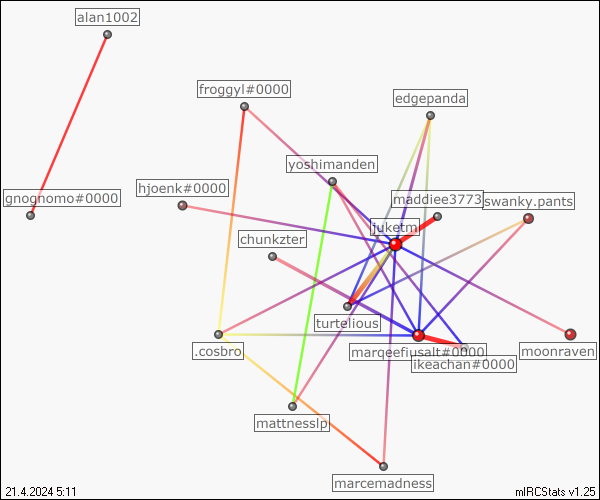 alan1002
froggyl#0000
edgepanda
yoshimanden
hjoenk#0000
gnognomo#0000
maddiee3773
swanky.pants
juketm
chunkzter
turtelious
.cosbro
marqeefiusalt#0000
moonraven
ikeachan#0000
mattnesslp
marcemadness
21.4.2024 5:11
mIRCStats v1.25